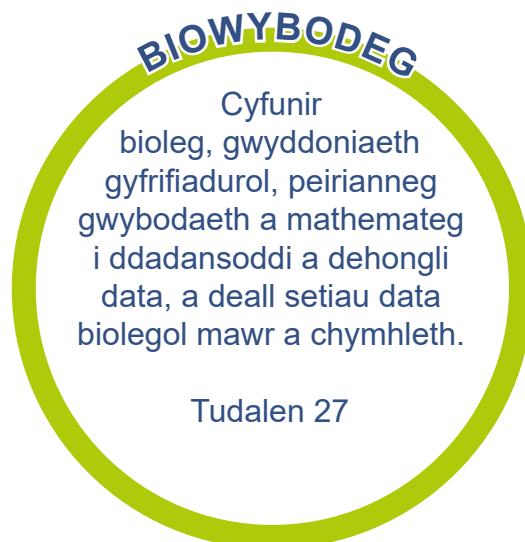 BIOWYBODEG
Cyfunir
bioleg, gwyddoniaeth
gyfrifiadurol, peirianneg
gwybodaeth a mathemateg
i ddadansoddi a dehongli
data, a deall setiau data
biolegol mawr a chymhleth.
Tudalen 27